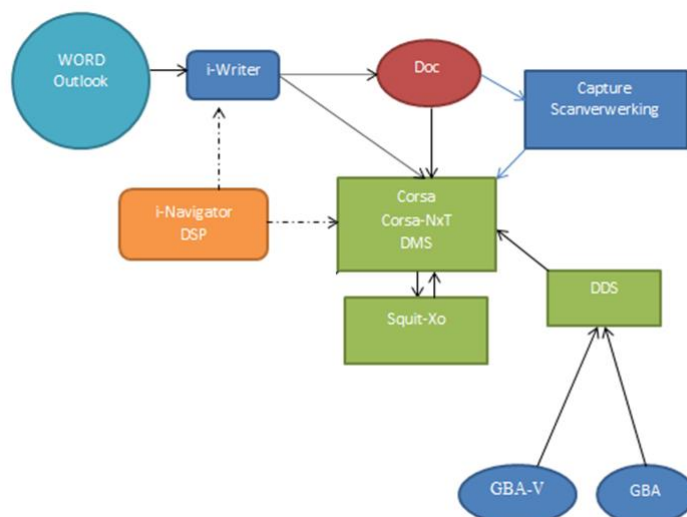 WORD
Outlook
i-Writer
Doc
Capture
Scanverwerking
i-Navigator
DSP
Corsa
Corsa-NxT
DMS
Squit-Xo
DDS
GBA-V
GBA